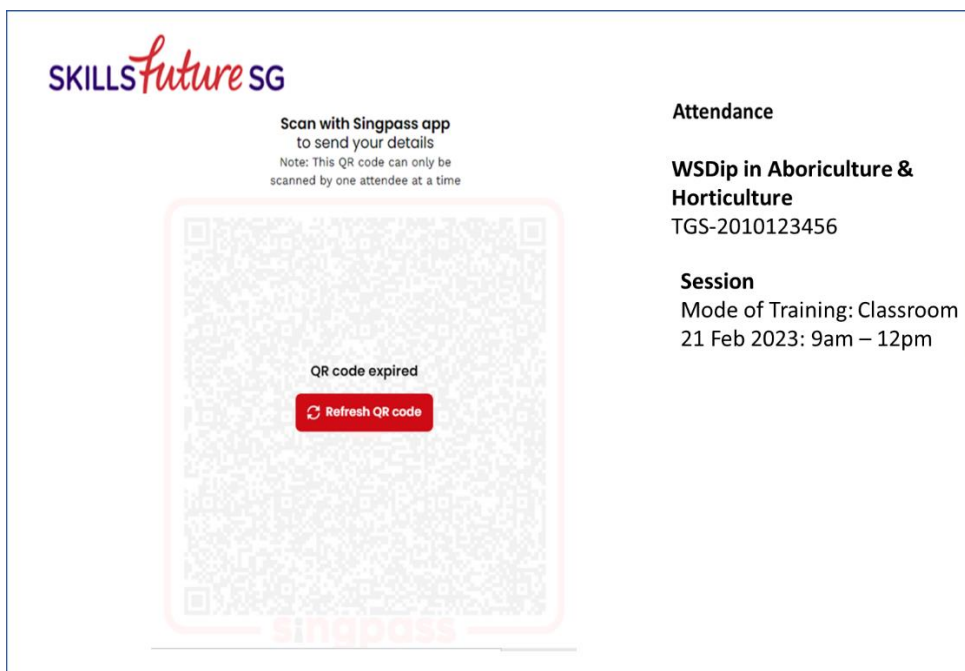 SKILLSfuture SG
Scan with Singpass app
to send your details
Note: This QR code can only be
scanned by one attendee at a time
QR code expired
Refresh QR code
singpass
Attendance
WSDip in Aboriculture &
Horticulture
TGS-2010123456
Session
Mode of Training: Classroom
21 Feb 2023: 9am – 12pm